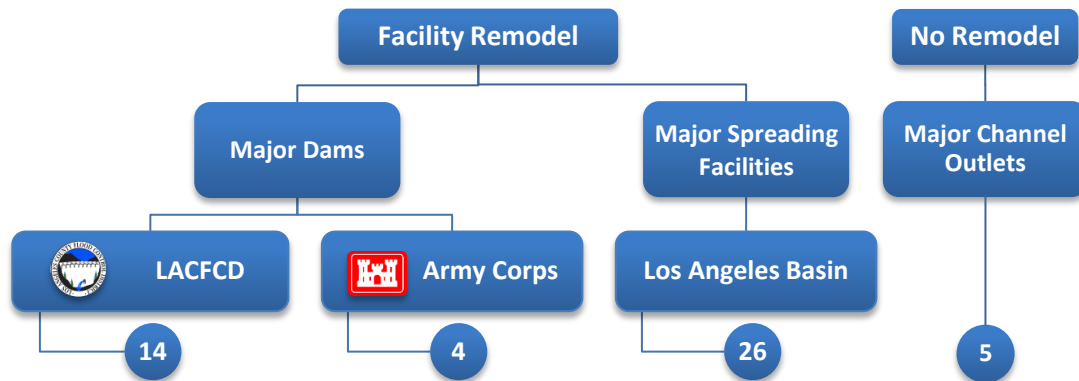 Facility Remodel
No Remodel
Major Dams
Major Spreading
Facilities
Major Channel
Outlets
LACFCD
Army Corps
Los Angeles Basin
14
4
26
5